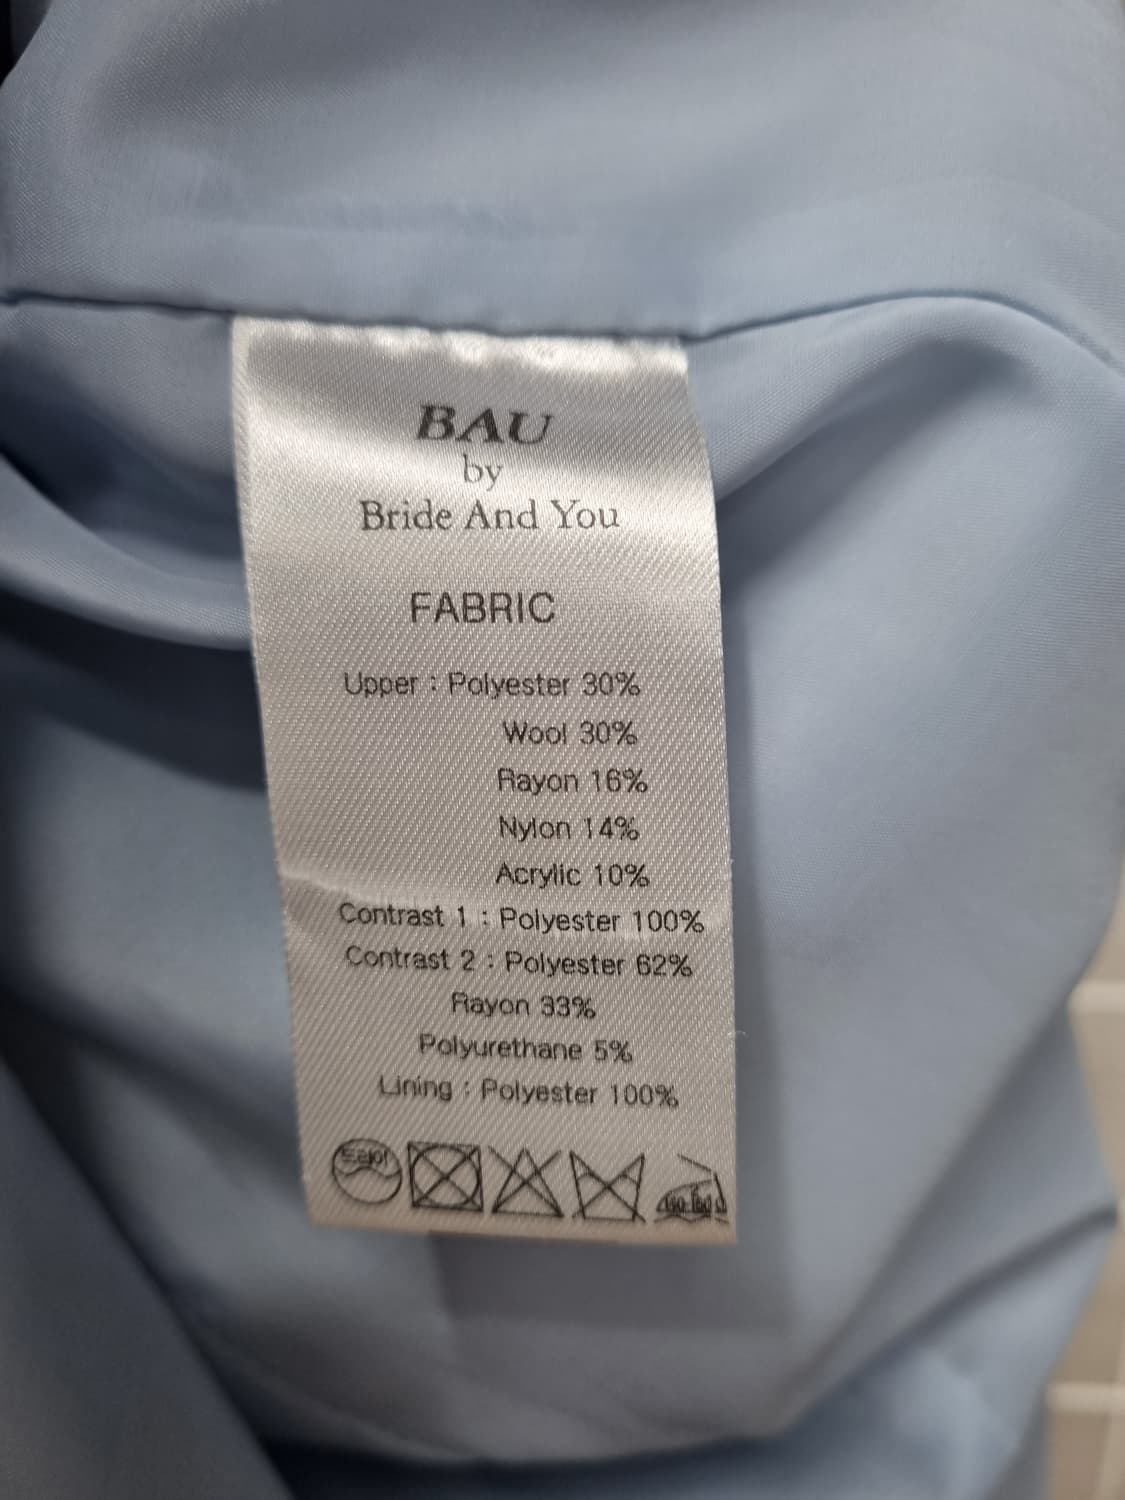 BAU
by
Bride And You
FABRIC
Upper : Polyester 30%
Wool 30%
Rayon 16%
Nylon 14%
Acrylic 10%
Contrast 1 : Polyester 100%
Contrast 2 : Polyester 62%
Rayon 33%
Polyurethane 5%
Lining : Polyester 100%